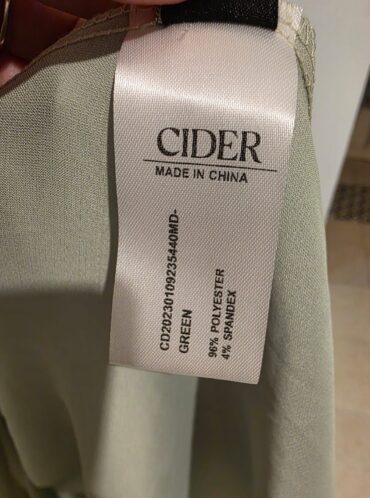 CIDER
MADE IN CHINA
CD20230109235440MD-
GREEN
96% POLYESTER
4% SPANDEX